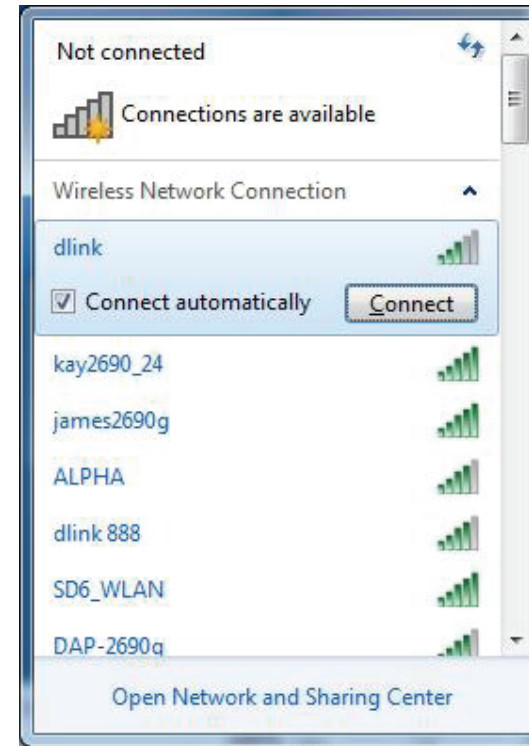 Not connected
Connections are available
Wireless Network Connection
dlink
Connect automatically Connect
kay2690_24
james2690g
ALPHA
dlink 888
SD6_WLAN
DAP-2690g
Open Network and Sharing Center